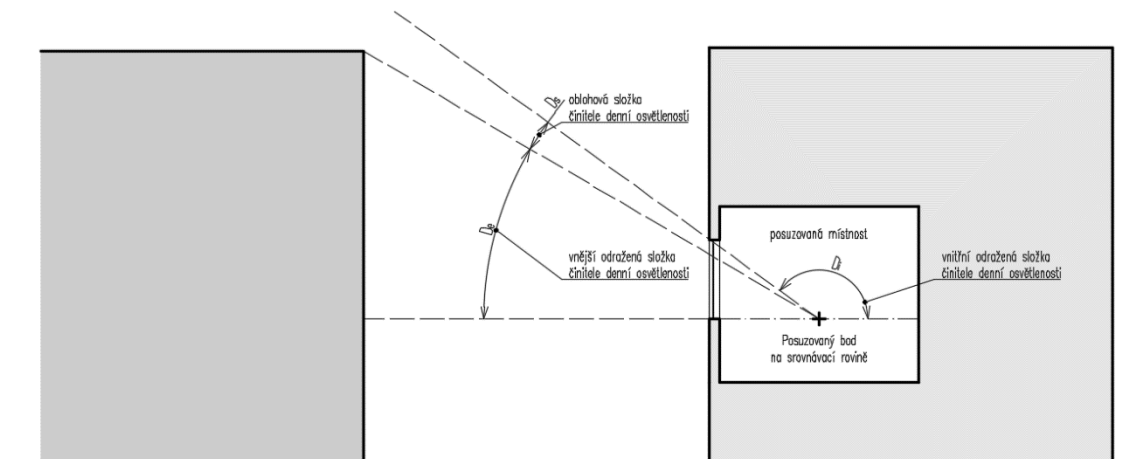 oblohová složka
činitele denní osvětlenosti
vnější odražená složka
činitele denní osvětlenosti
posuzovaná místnost
vnitřní odražená složka
činitele denní osvětlenosti
Posuzovaný bod
na srovnávací rovině